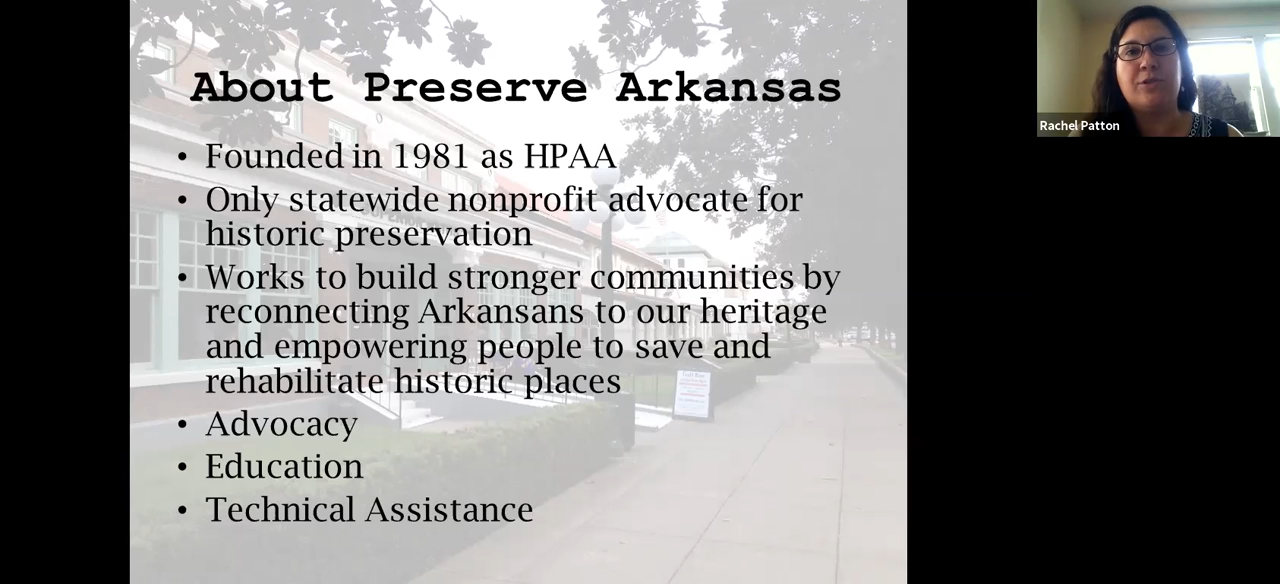 About Preserve Arkansas
• Founded in 1981 as HPAA
• Only statewide nonprofit advocate for
historic preservation
• Works to build stronger communities by
reconnecting Arkansans to our heritage
and empowering people to save and
rehabilitate historic places
• Advocacy
• Education
• Technical Assistance
Rachel Patton